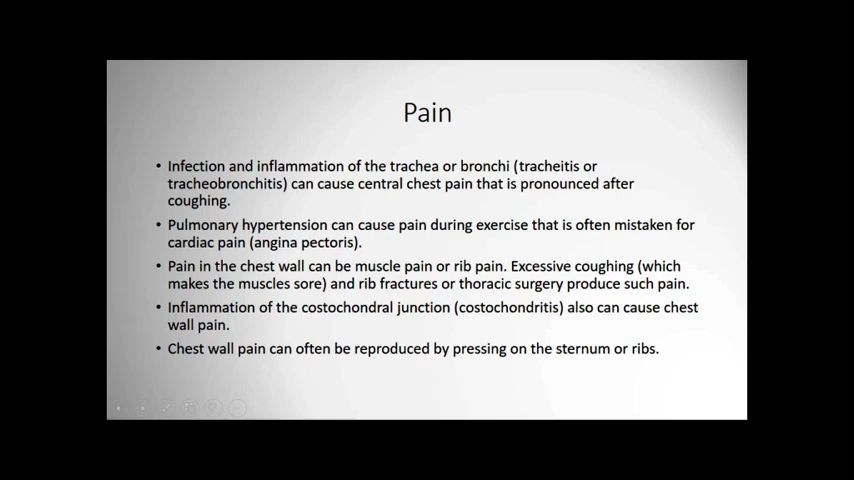 Pain
• Infection and inflammation of the trachea or bronchi (tracheitis or
tracheobronchitis) can cause central chest pain that is pronounced after
coughing.
• Pulmonary hypertension can cause pain during exercise that is often mistaken for
cardiac pain (angina pectoris).
• Pain in the chest wall can be muscle pain or rib pain. Excessive coughing (which
makes the muscles sore) and rib fractures or thoracic surgery produce such pain.
• Inflammation of the costochondral junction (costochondritis) also can cause chest
wall pain.
• Chest wall pain can often be reproduced by pressing on the sternum or ribs.